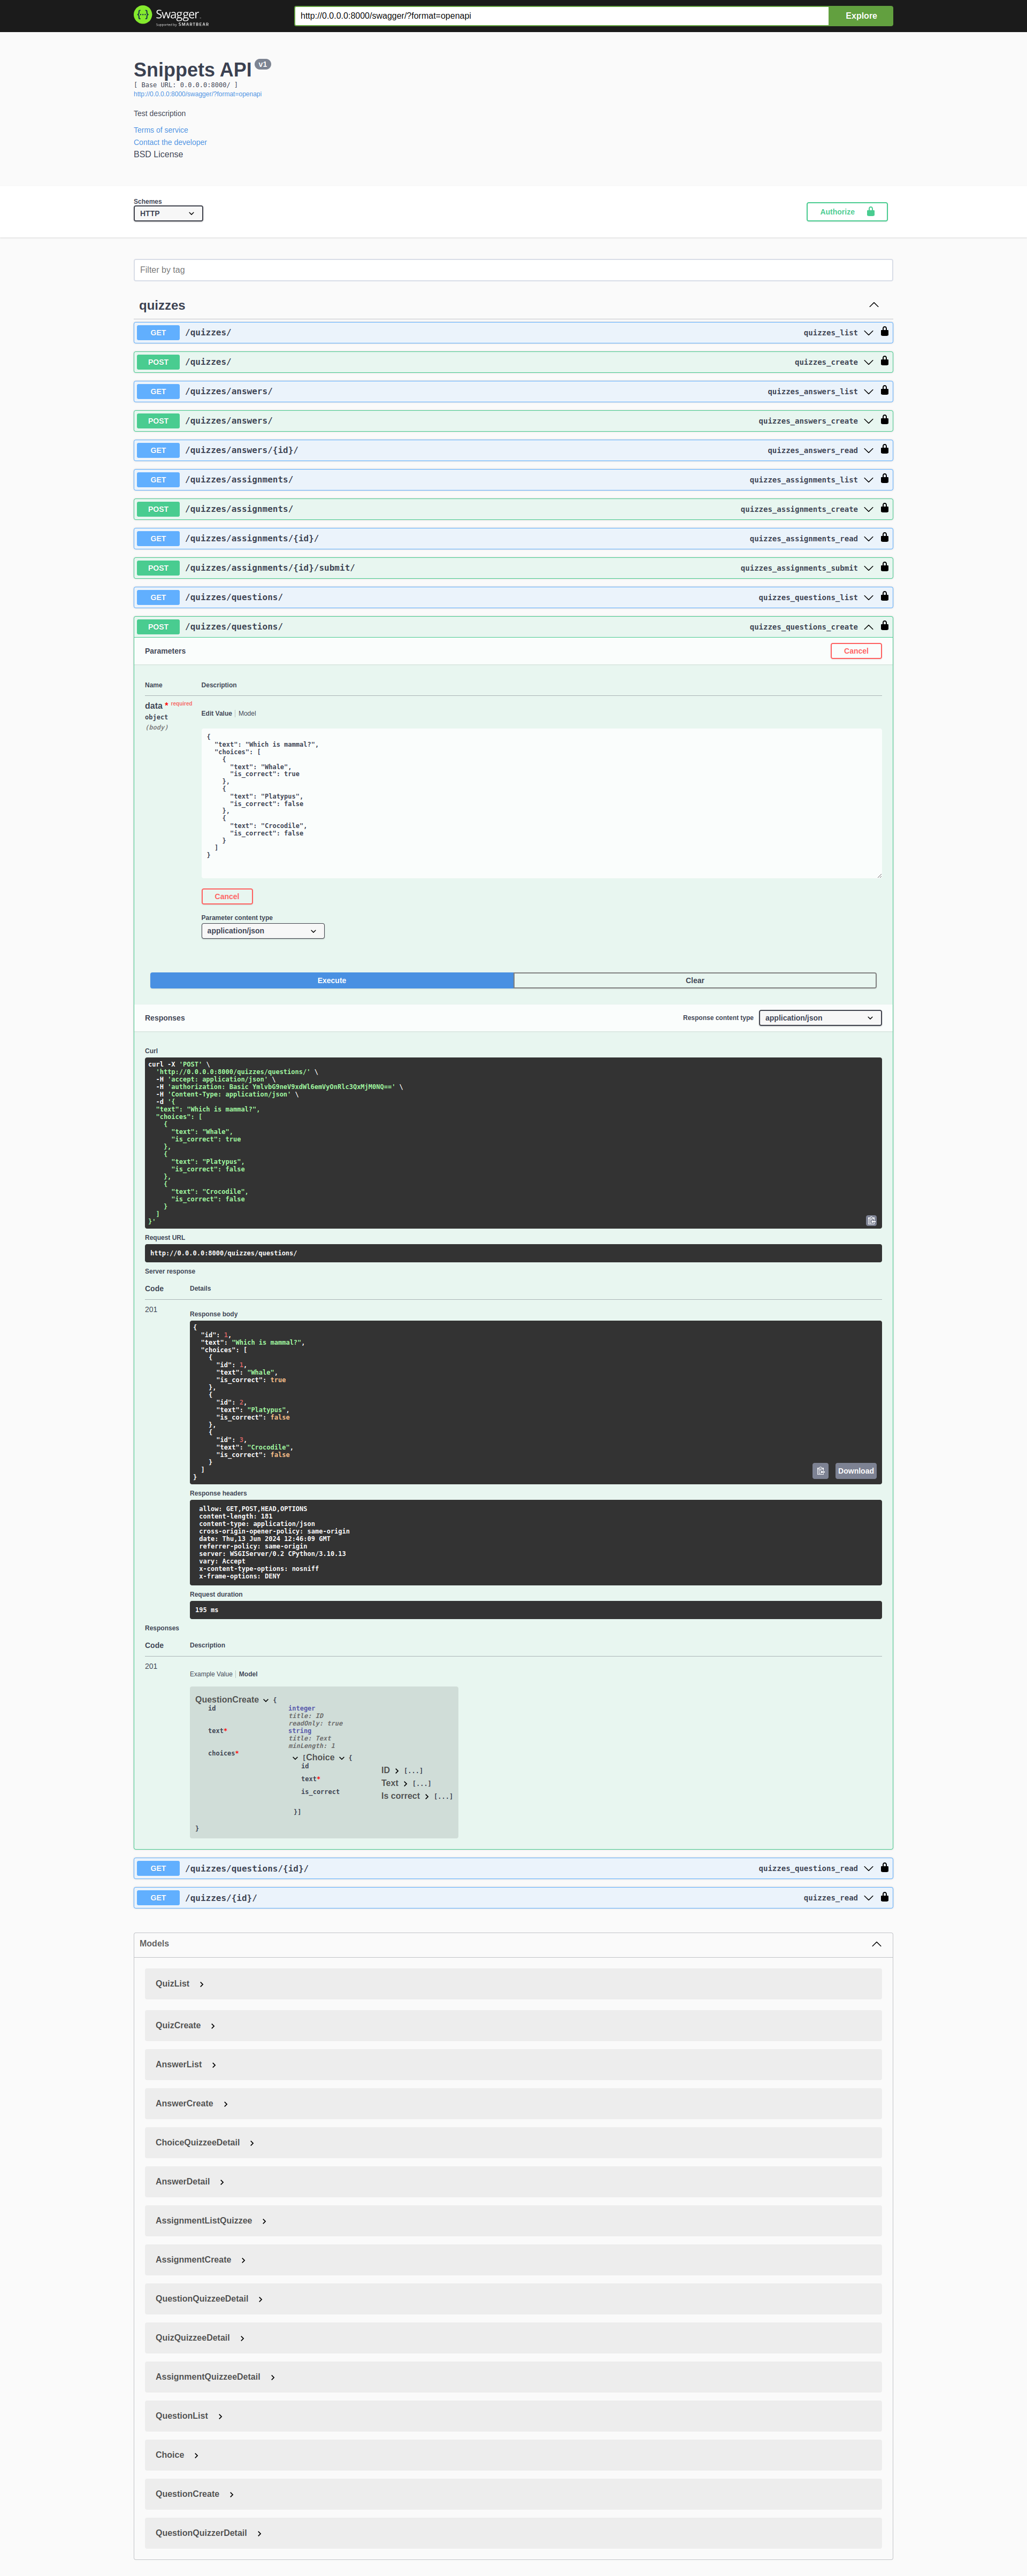 Swagger
Supported by SMARTBEAR
http://0.0.0.0:8000/swagger/?format=openapi
Explore
Snippets API v1
[ Base URL: 0.0.0.0:8000/ ]
http://0.0.0.0:8000/swagger/?format=openapi
Test description
Terms of service
Contact the developer
BSD License
Schemes
HTTP
Authorize
Filter by tag
quizzes
GET /quizzes/ quizzes_list
POST /quizzes/ quizzes_create
GET /quizzes/answers/ quizzes_answers_list
POST /quizzes/answers/ quizzes_answers_create
GET /quizzes/answers/{id}/ quizzes_answers_read
GET /quizzes/assignments/ quizzes_assignments_list
POST /quizzes/assignments/ quizzes_assignments_create
GET /quizzes/assignments/{id}/ quizzes_assignments_read
POST /quizzes/assignments/{id}/submit/ quizzes_assignments_submit
GET /quizzes/questions/ quizzes_questions_list
POST /quizzes/questions/ quizzes_questions_create
Parameters Cancel
Name Description
data * required
object
(body)
Edit Value | Model
{
"text": "Which is mammal?",
"choices": [
{
"text": "Whale",
"is_correct": true
},
{
"text": "Platypus",
"is_correct": false
},
{
"text": "Crocodile",
"is_correct": false
}
]
}
Cancel
Parameter content type
application/json
Execute Clear
Responses Response content type application/json
Curl
curl -X 'POST' \
'http://0.0.0.0:8000/quizzes/questions/' \
-H 'accept: application/json' \
-H 'authorization: Basic YmlvbG9neV9xdWl6emVyOnRlc3QxMjM0NQ==' \
-H 'Content-Type: application/json' \
-d '{
"text": "Which is mammal?",
"choices": [
{
"text": "Whale",
"is_correct": true
},
{
"text": "Platypus",
"is_correct": false
},
{
"text": "Crocodile",
"is_correct": false
}
]
}'
Request URL
http://0.0.0.0:8000/quizzes/questions/
Server response
Code Details
201
Response body
{
"id": 1,
"text": "Which is mammal?",
"choices": [
{
"id": 1,
"text": "Whale",
"is_correct": true
},
{
"id": 2,
"text": "Platypus",
"is_correct": false
},
{
"id": 3,
"text": "Crocodile",
"is_correct": false
}
]
}
Download
Response headers
allow: GET,POST,HEAD,OPTIONS
content-length: 181
content-type: application/json
cross-origin-opener-policy: same-origin
date: Thu,13 Jun 2024 12:46:09 GMT
referrer-policy: same-origin
server: WSGIServer/0.2 CPython/3.10.13
vary: Accept
x-content-type-options: nosniff
x-frame-options: DENY
Request duration
195 ms
Responses
Code Description
201
Example Value | Model
QuestionCreate {
id integer
title: ID
readOnly: true
text* string
title: Text
minLength: 1
choices* [Choice {
id ID [...]
text* Text [...]
is_correct Is correct [...]
}]
}
GET /quizzes/questions/{id}/ quizzes_questions_read
GET /quizzes/{id}/ quizzes_read
Models
QuizList
QuizCreate
AnswerList
AnswerCreate
ChoiceQuizzeeDetail
AnswerDetail
AssignmentListQuizzee
AssignmentCreate
QuestionQuizzeeDetail
QuizQuizzeeDetail
AssignmentQuizzeeDetail
QuestionList
Choice
QuestionCreate
QuestionQuizzerDetail